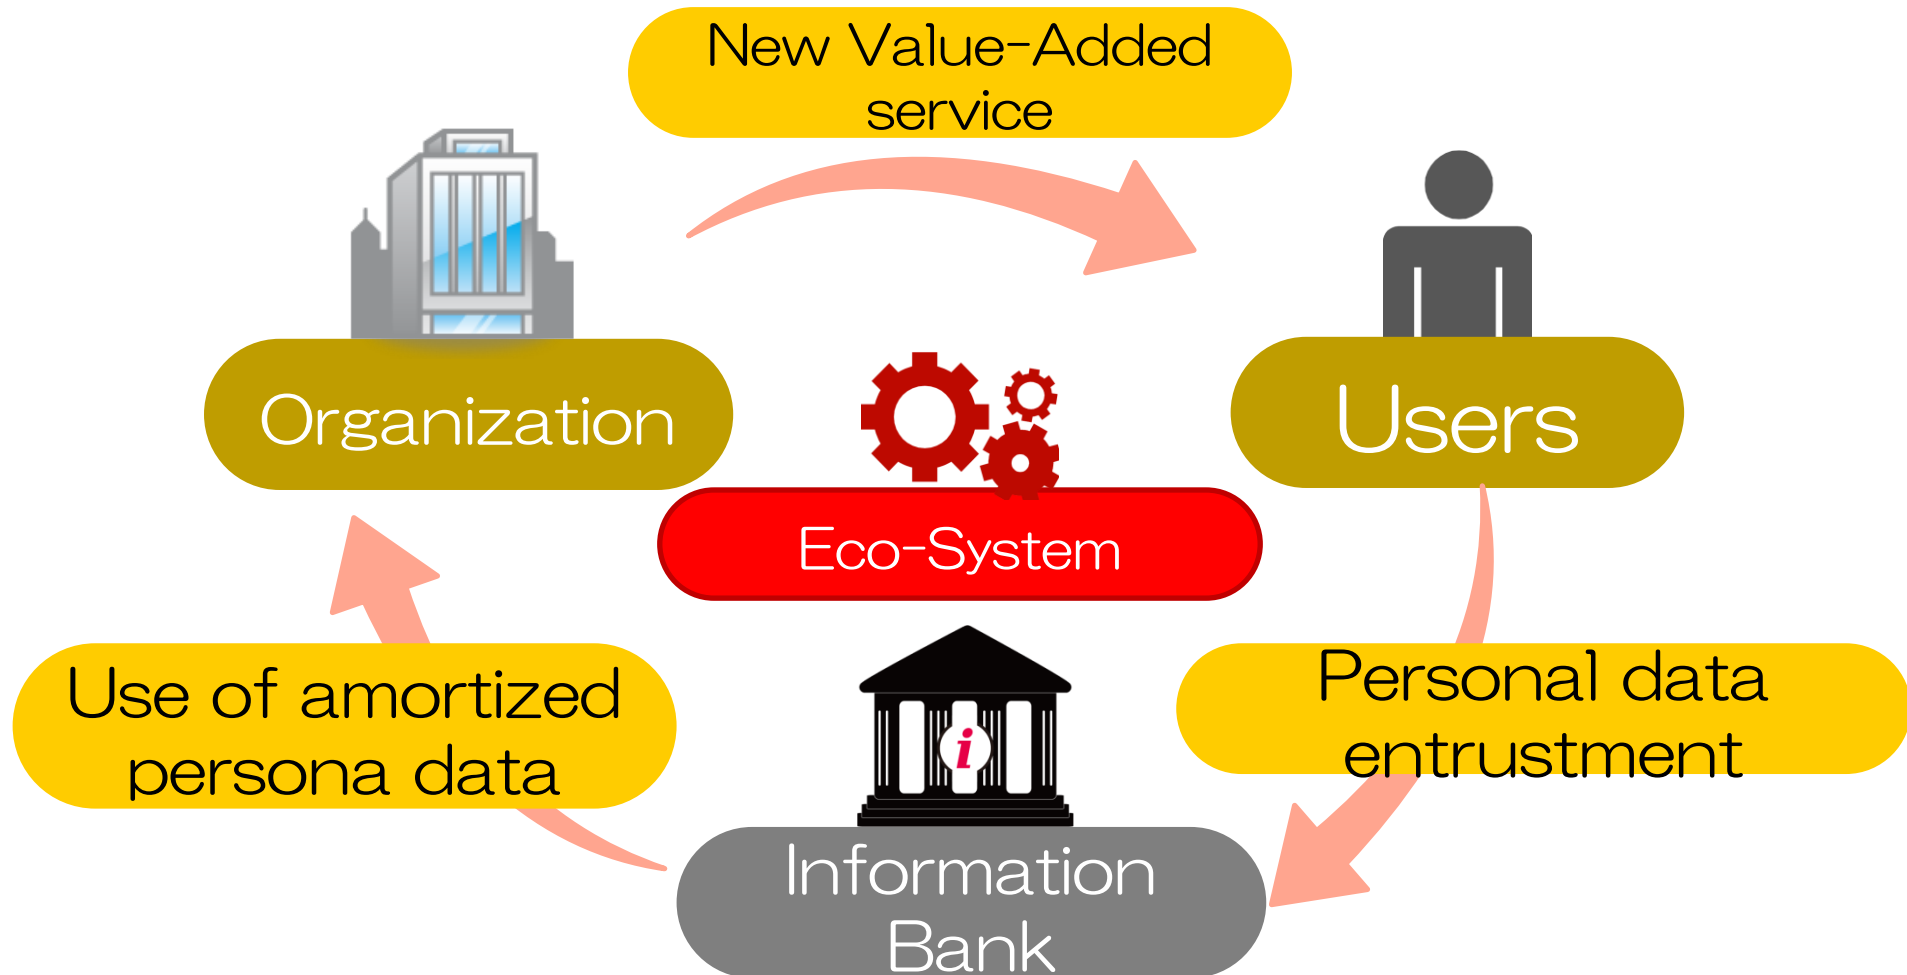 New Value-Added
service
Organization
Users
Eco-System
Use of amortized
persona data
Personal data
entrustment
i
Information
Bank